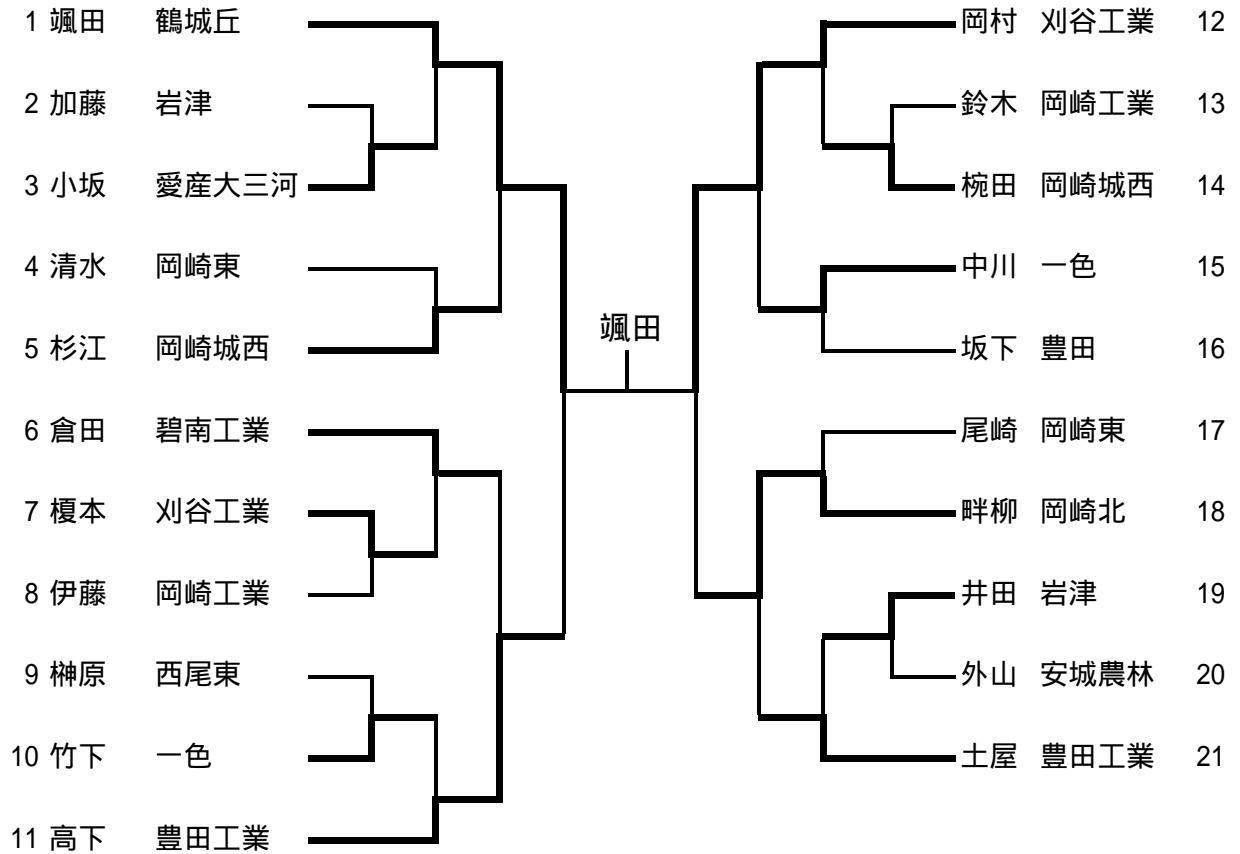 1 颯田 鶴城丘
2 加藤 岩津
3 小坂 愛産大三河
4 清水 岡崎東
5 杉江 岡崎城西
6 倉田 碧南工業
7 榎本 刈谷工業
8 伊藤 岡崎工業
9 榊原 西尾東
10 竹下 一色
11 高下 豊田工業
颯田
岡村 刈谷工業 12
鈴木 岡崎工業 13
椀田 岡崎城西 14
中川 一色 15
坂下 豊田 16
尾崎 岡崎東 17
畔柳 岡崎北 18
井田 岩津 19
外山 安城農林 20
土屋 豊田工業 21